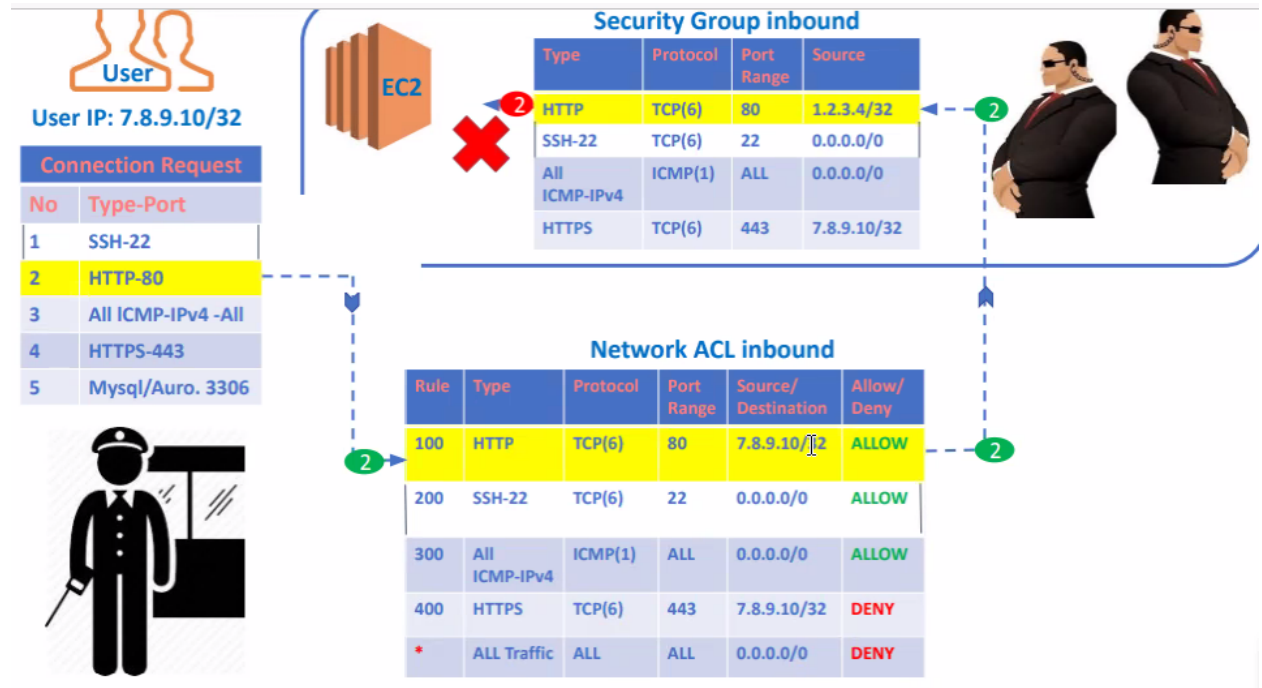 User
User IP: 7.8.9.10/32
Connection Request
No Type-Port
1 SSH-22
2 HTTP-80
3 All ICMP-IPv4 -All
4 HTTPS-443
5 Mysql/Auro. 3306
EC2
Security Group inbound
Type Protocol Port Range Source
2 HTTP TCP(6) 80 1.2.3.4/32 2
SSH-22 TCP(6) 22 0.0.0.0/0
All ICMP-IPv4 ICMP(1) ALL 0.0.0.0/0
HTTPS TCP(6) 443 7.8.9.10/32
Network ACL inbound
Rule Type Protocol Port Range Source/ Destination Allow/ Deny
2 100 HTTP TCP(6) 80 7.8.9.10/32 ALLOW 2
200 SSH-22 TCP(6) 22 0.0.0.0/0 ALLOW
300 All ICMP-IPv4 ICMP(1) ALL 0.0.0.0/0 ALLOW
400 HTTPS TCP(6) 443 7.8.9.10/32 DENY
* ALL Traffic ALL ALL 0.0.0.0/0 DENY